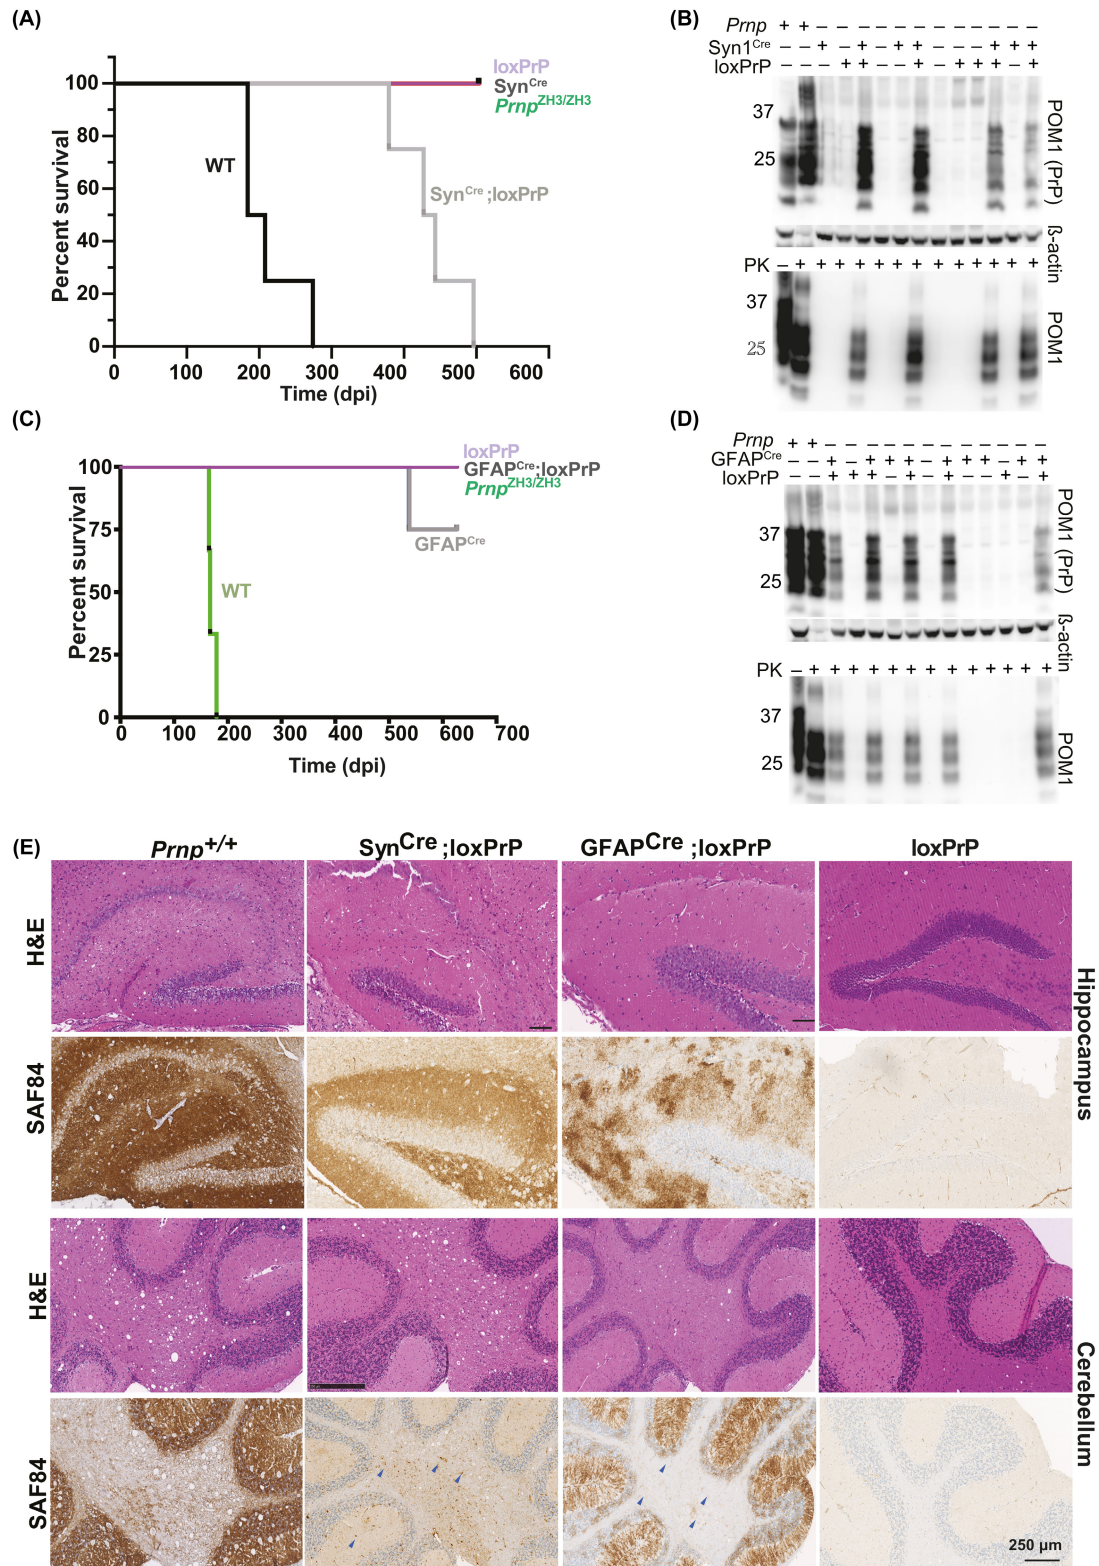 (A)
100
80
60
40
20
0
Percent survival
0 100 200 300 400 500 600
Time (dpi)
WT
loxPrP
Syn^Cre
Prnp^ZH3/ZH3
Syn^Cre;loxPrP
(B)
Prnp + + – – – – – – – – – – – –
Syn1^Cre – – + – + – + + – – – + + +
loxPrP – – – + + – – + – + + + – +
37
25
POM1 (PrP)
ß-actin
PK – + + + + + + + + + + + + +
37
25
POM1
(C)
100
75
50
25
0
Percent survival
0 100 200 300 400 500 600 700
Time (dpi)
WT
loxPrP
GFAP^Cre;loxPrP
Prnp^ZH3/ZH3
GFAP^Cre
(D)
Prnp + + – – – – – – – – – – – –
GFAP^Cre – – + – + + + – + – + + – + +
loxPrP
37
25
POM1 (PrP)
ß-actin
PK – + + + + + + + + + + + + +
37
25
POM1
(E)
Prnp^+/+
Syn^Cre ;loxPrP
GFAP^Cre ;loxPrP
loxPrP
H&E
SAF84
Hippocampus
H&E
SAF84
Cerebellum
250 µm